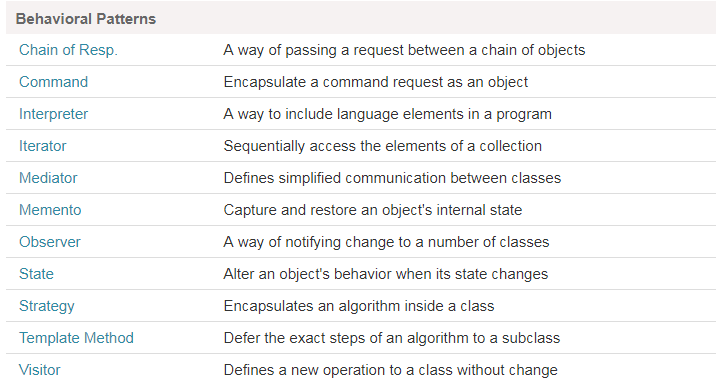 Behavioral Patterns
Chain of Resp. A way of passing a request between a chain of objects
Command Encapsulate a command request as an object
Interpreter A way to include language elements in a program
Iterator Sequentially access the elements of a collection
Mediator Defines simplified communication between classes
Memento Capture and restore an object's internal state
Observer A way of notifying change to a number of classes
State Alter an object's behavior when its state changes
Strategy Encapsulates an algorithm inside a class
Template Method Defer the exact steps of an algorithm to a subclass
Visitor Defines a new operation to a class without change